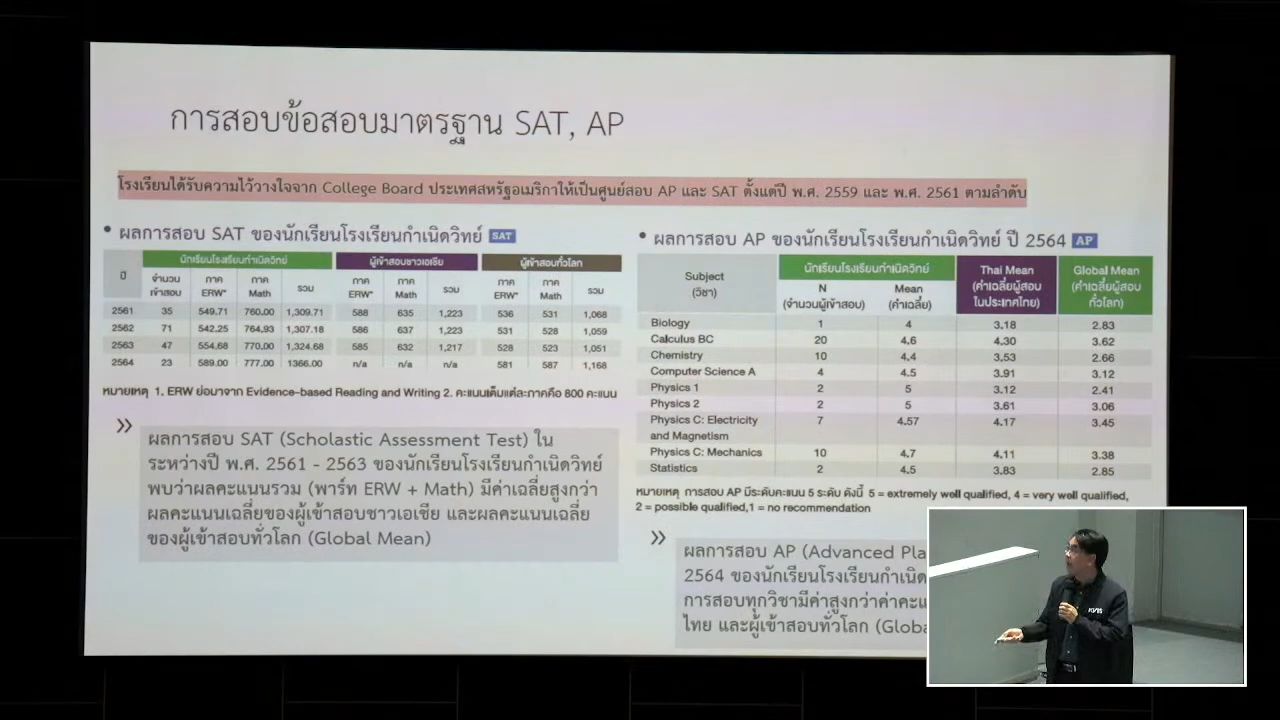 การสอบข้อสอบมาตรฐาน SAT, AP
โรงเรียนได้รับความไว้วางใจจาก College Board ประเทศสหรัฐอเมริกาให้เป็นศูนย์สอบ AP และ SAT ตั้งแต่ปี พ.ศ. 2559 และ พ.ศ. 2561 ตามลำดับ
• ผลการสอบ SAT ของนักเรียนโรงเรียนกำเนิดวิทย์ SAT
ปี นักเรียนโรงเรียนกำเนิดวิทย์ ผู้เข้าสอบชาวเอเชีย ผู้เข้าสอบทั่วโลก
จำนวนเข้าสอบ ภาค ERW* ภาค Math รวม ภาค ERW* ภาค Math รวม ภาค ERW* ภาค Math รวม
2561 35 549.71 760.00 1,309.71 588 635 1,223 536 531 1,068
2562 71 542.25 764.93 1,307.18 586 637 1,223 531 528 1,059
2563 47 554.68 770.00 1,324.68 585 632 1,217 528 523 1,051
2564 23 589.00 777.00 1366.00 n/a n/a n/a 581 587 1,168
หมายเหตุ 1. ERW ย่อมาจาก Evidence-based Reading and Writing 2. คะแนนเต็มแต่ละภาคคือ 800 คะแนน
» ผลการสอบ SAT (Scholastic Assessment Test) ใน
ระหว่างปี พ.ศ. 2561 - 2563 ของนักเรียนโรงเรียนกำเนิดวิทย์
พบว่าผลคะแนนรวม (พาร์ท ERW + Math) มีค่าเฉลี่ยสูงกว่า
ผลคะแนนเฉลี่ยของผู้เข้าสอบชาวเอเชีย และผลคะแนนเฉลี่ย
ของผู้เข้าสอบทั่วโลก (Global Mean)
• ผลการสอบ AP ของนักเรียนโรงเรียนกำเนิดวิทย์ ปี 2564 AP
Subject (วิชา) นักเรียนโรงเรียนกำเนิดวิทย์ Thai Mean (ค่าเฉลี่ยผู้สอบในประเทศไทย) Global Mean (ค่าเฉลี่ยผู้สอบทั่วโลก)
N (จำนวนผู้เข้าสอบ) Mean (ค่าเฉลี่ย)
Biology 1 4 3.18 2.83
Calculus BC 20 4.6 4.30 3.62
Chemistry 10 4.4 3.53 2.66
Computer Science A 4 4.5 3.91 3.12
Physics 1 2 5 3.12 2.41
Physics 2 2 5 3.61 3.06
Physics C: Electricity 7 4.57 4.17 3.45
and Magnetism
Physics C: Mechanics 10 4.7 4.11 3.38
Statistics 2 4.5 3.83 2.85
หมายเหตุ การสอบ AP มีระดับคะแนน 5 ระดับ ดังนี้ 5 = extremely well qualified, 4 = very well qualified,
2 = possible qualified,1 = no recommendation
» ผลการสอบ AP (Advanced Pla
2564 ของนักเรียนโรงเรียนกำเนิด
การสอบทุกวิชามีค่าสูงกว่าค่าคะแ
ไทย และผู้เข้าสอบทั่วโลก (Globa